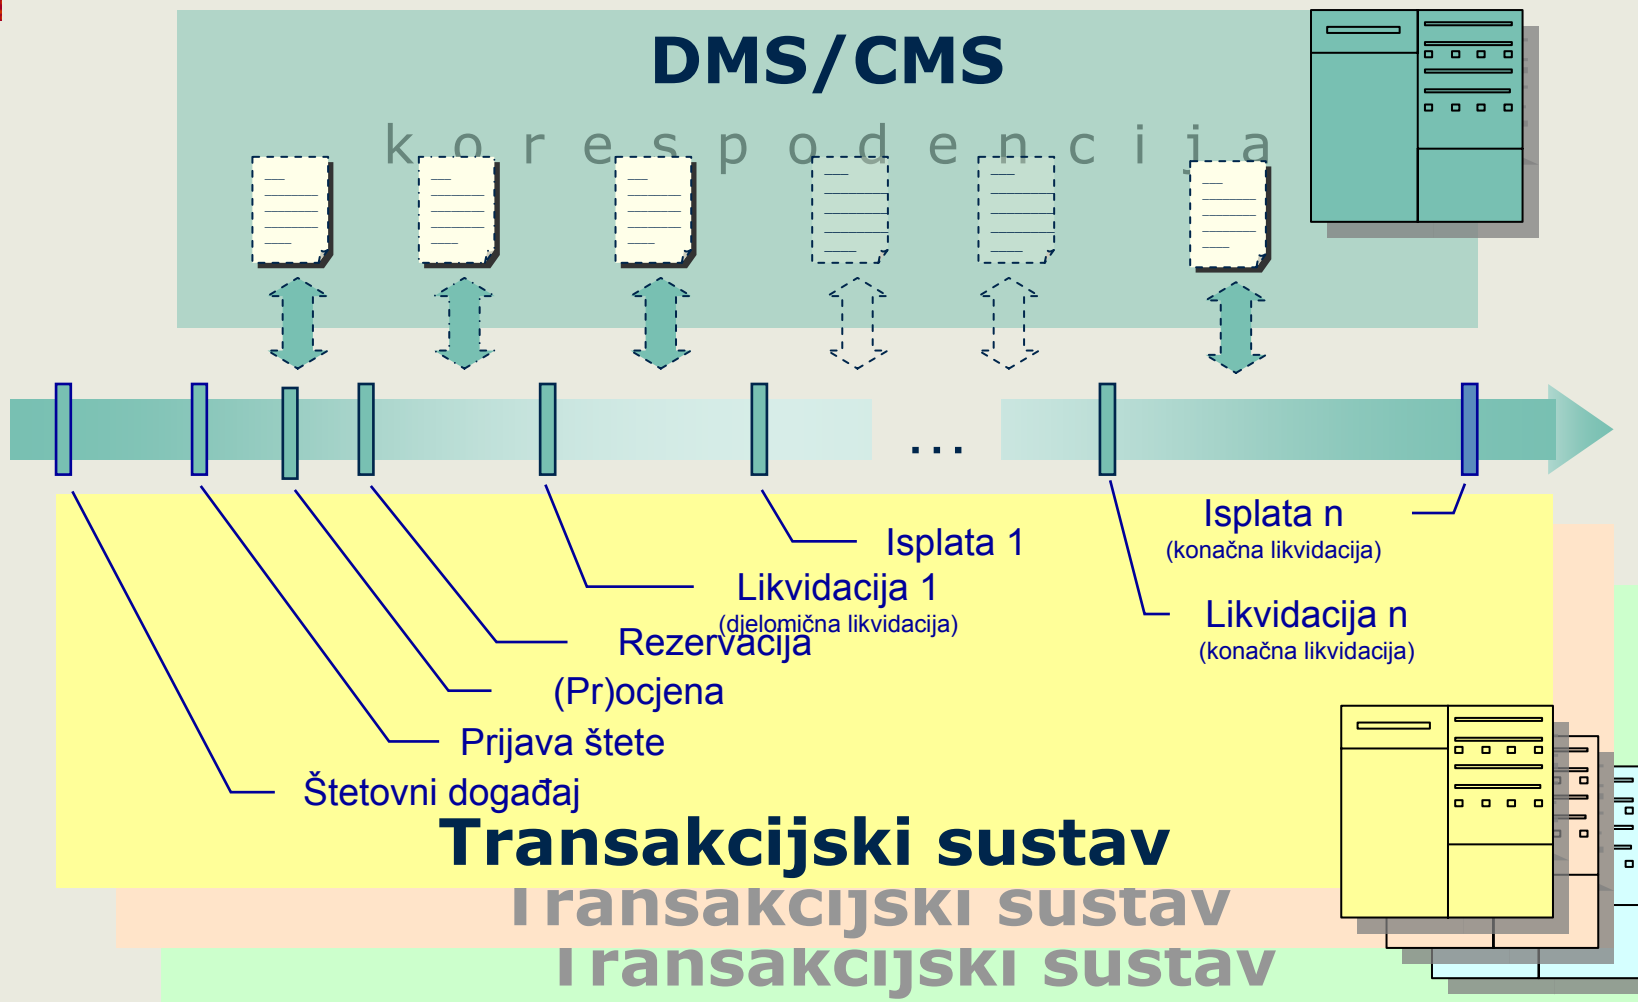 DMS/CMS
korespodencija
...
Isplata n
(konačna likvidacija)
Isplata 1
Likvidacija 1
(djelomična likvidacija)
Likvidacija n
(konačna likvidacija)
Rezervacija
(Pr)ocjena
Prijava štete
Štetovni događaj
Transakcijski sustav
Transakcijski sustav
Transakcijski sustav